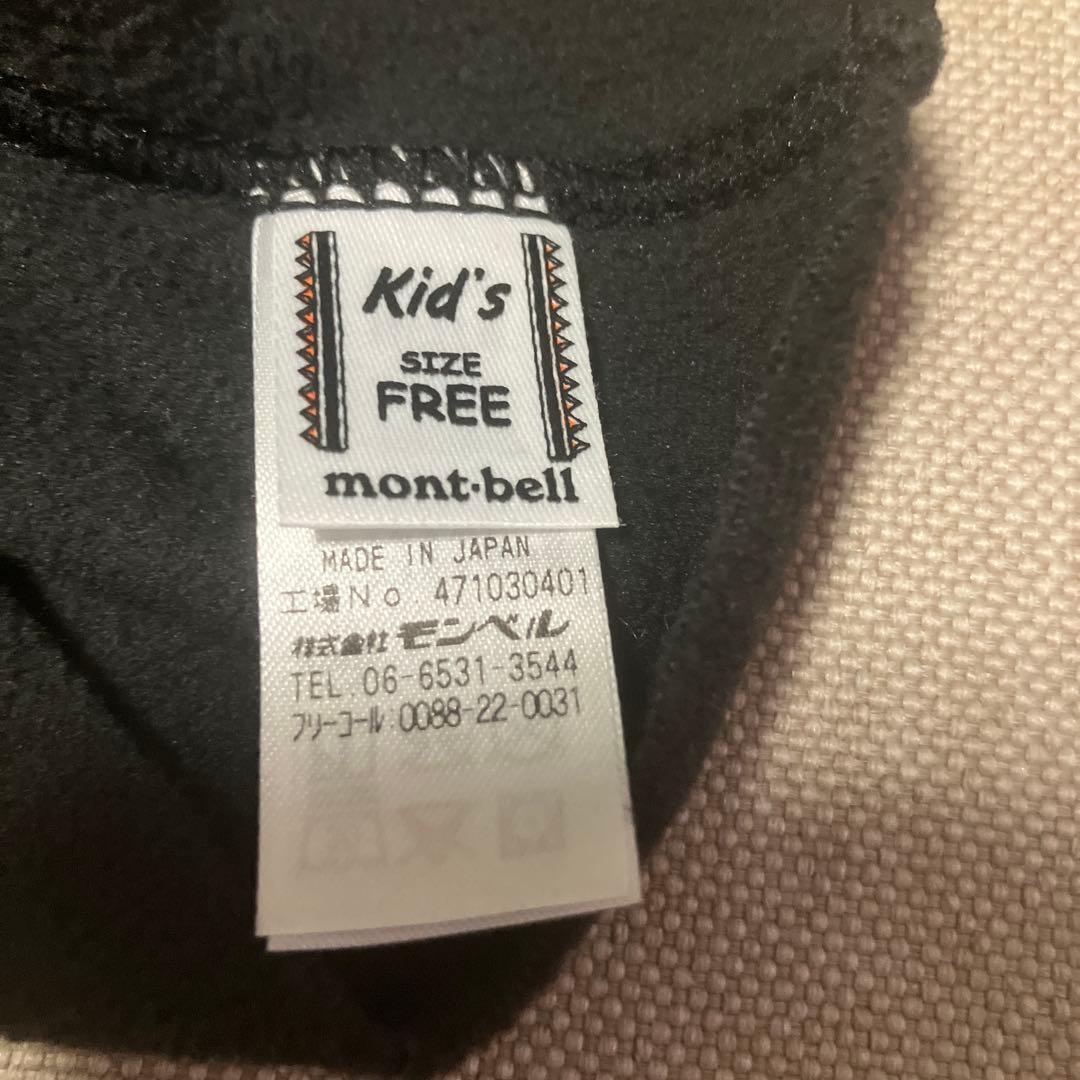 Kid's
SIZE
FREE
mont·bell
MADE IN JAPAN
工場No. 471030401
株式会社モンベル
TEL.06-6531-3544
フリーコール 0088-22-0031